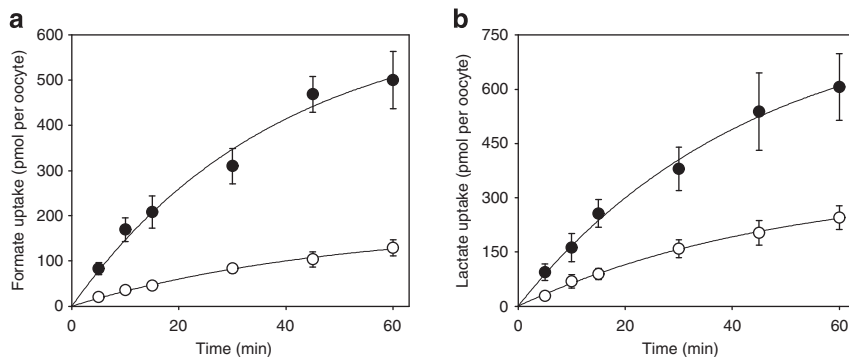 a
600
500
400
300
200
100
0
Formate uptake (pmol per oocyte)
0 20 40 60
Time (min)
b
750
600
450
300
150
0
Lactate uptake (pmol per oocyte)
0 20 40 60
Time (min)